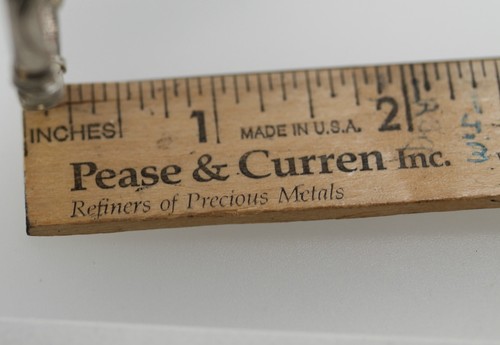 INCHES 1 MADE IN U.S.A. 2
Pease & Curren Inc.
Refiners of Precious Metals